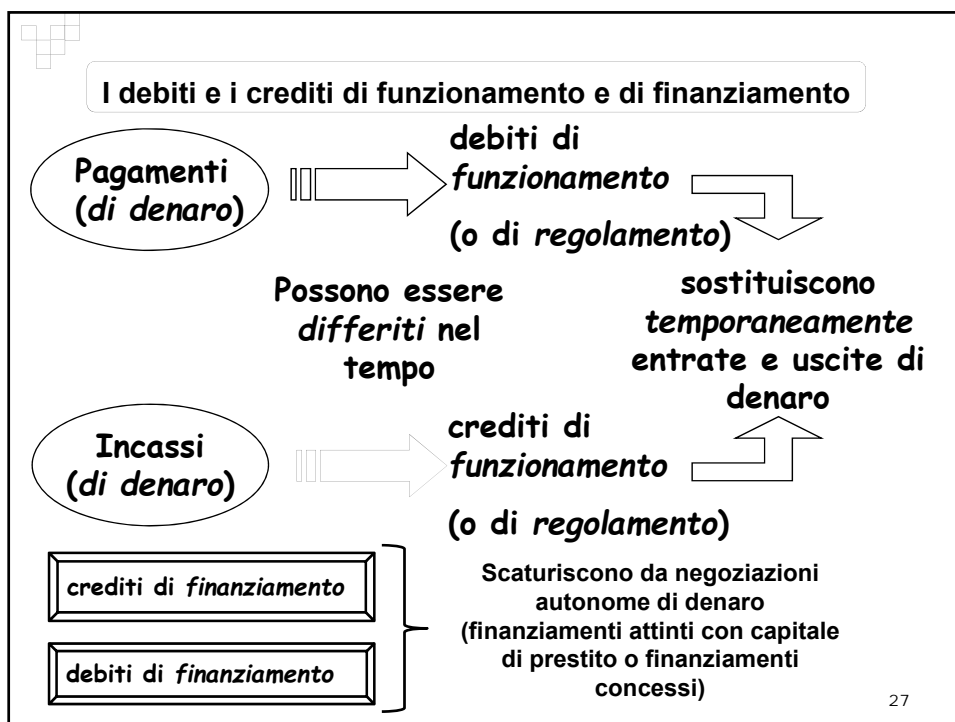 I debiti e i crediti di funzionamento e di finanziamento
Pagamenti
(di denaro)
debiti di
funzionamento
(o di regolamento)
Possono essere
differiti nel
tempo
sostituiscono
temporaneamente
entrate e uscite di
denaro
Incassi
(di denaro)
crediti di
funzionamento
(o di regolamento)
crediti di finanziamento
debiti di finanziamento
Scaturiscono da negoziazioni
autonome di denaro
(finanziamenti attinti con capitale
di prestito o finanziamenti
concessi)
27